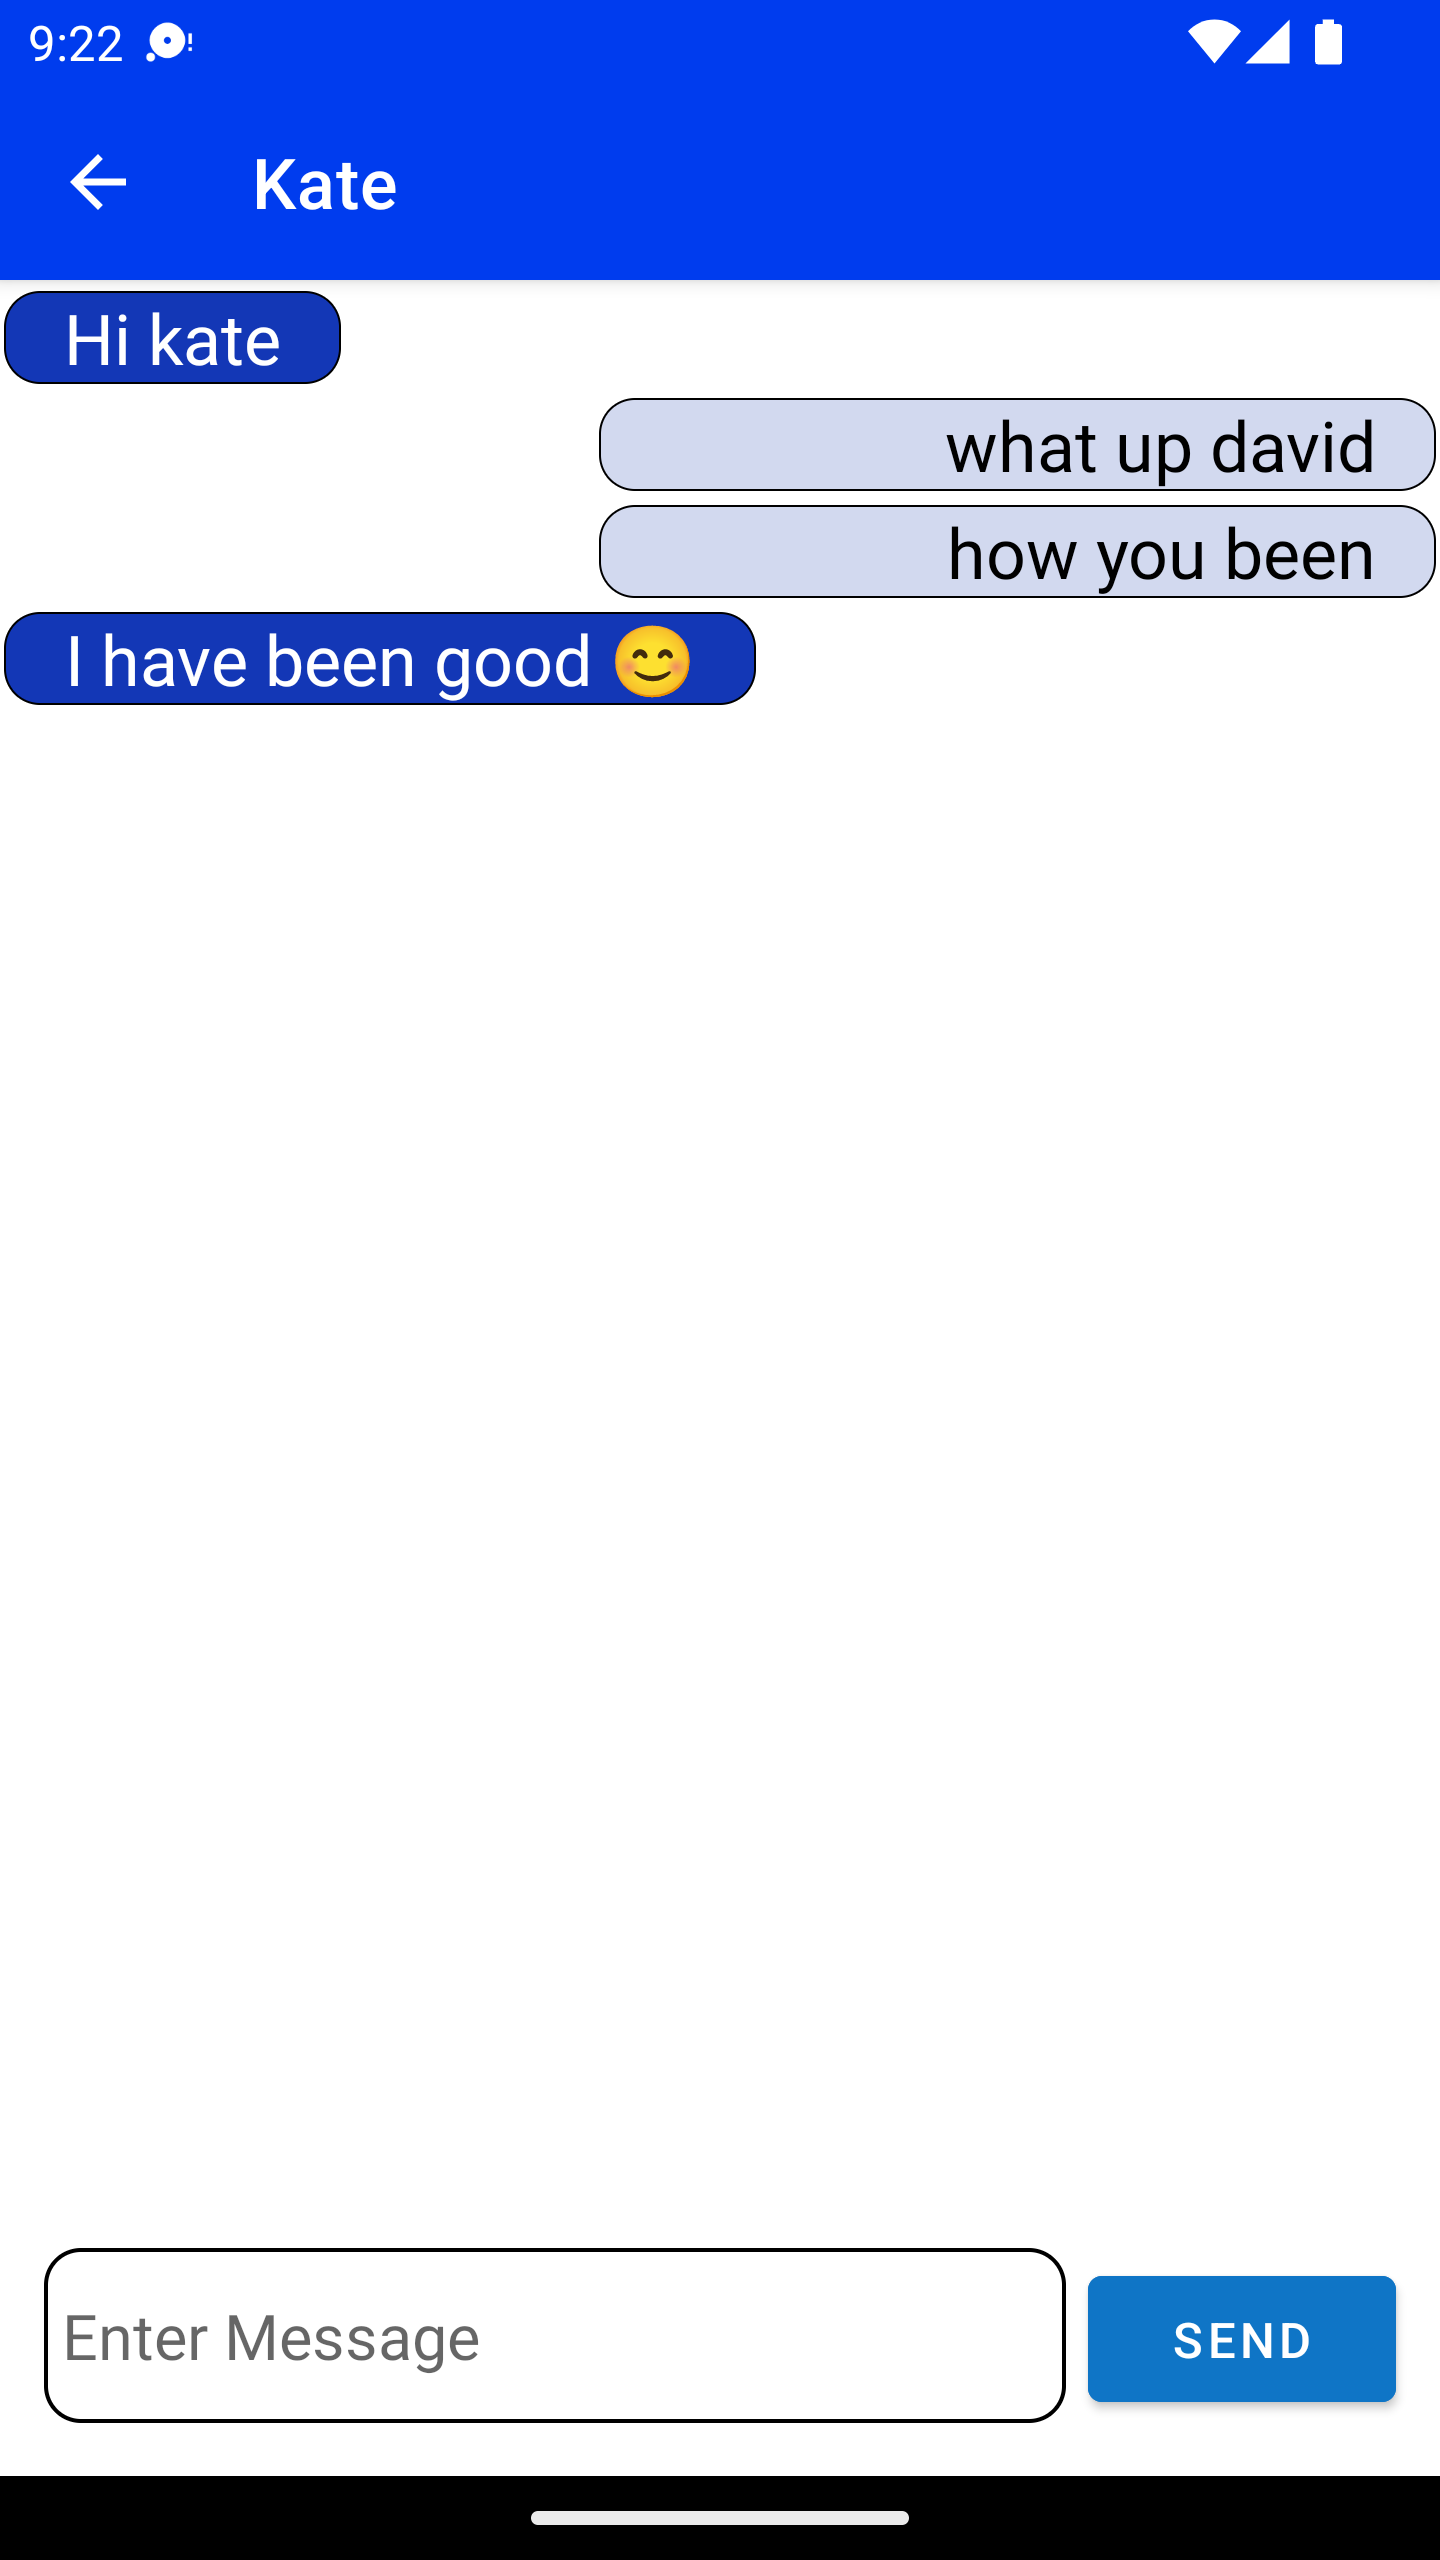 9:22
Kate
Hi kate
what up david
how you been
I have been good 😊
Enter Message
SEND